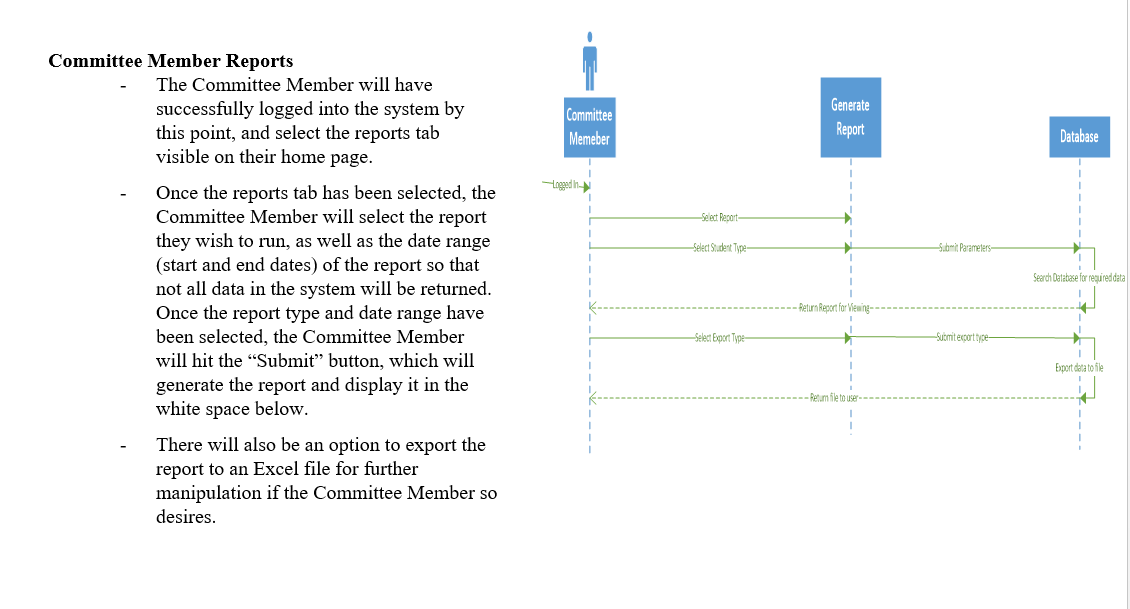 Committee Member Reports
- The Committee Member will have
successfully logged into the system by
this point, and select the reports tab
visible on their home page.
- Once the reports tab has been selected, the
Committee Member will select the report
they wish to run, as well as the date range
(start and end dates) of the report so that
not all data in the system will be returned.
Once the report type and date range have
been selected, the Committee Member
will hit the “Submit” button, which will
generate the report and display it in the
white space below.
- There will also be an option to export the
report to an Excel file for further
manipulation if the Committee Member so
desires.
Committee
Memeber
Generate
Report
Database
Logged In
Select Report
Select Student Type
Submit Parameters
Search Database for required data
Return Report for Viewing
Select Export Type
Submit export type
Export data to file
Return file to user